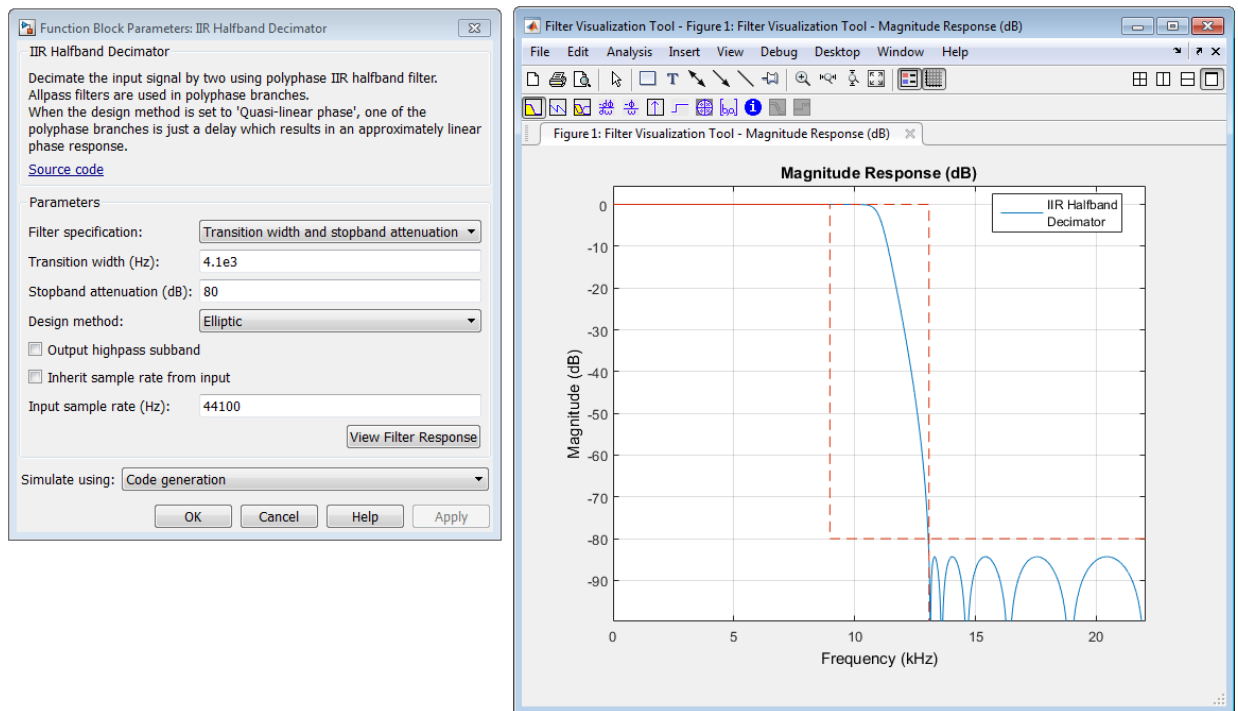 Function Block Parameters: IIR Halfband Decimator
IIR Halfband Decimator
Decimate the input signal by two using polyphase IIR halfband filter.
Allpass filters are used in polyphase branches.
When the design method is set to 'Quasi-linear phase', one of the
polyphase branches is just a delay which results in an approximately linear
phase response.
Source code
Parameters
Filter specification: Transition width and stopband attenuation
Transition width (Hz): 4.1e3
Stopband attenuation (dB): 80
Design method: Elliptic
Output highpass subband
Inherit sample rate from input
Input sample rate (Hz): 44100
View Filter Response
Simulate using: Code generation
OK Cancel Help Apply
Filter Visualization Tool - Figure 1: Filter Visualization Tool - Magnitude Response (dB)
File Edit Analysis Insert View Debug Desktop Window Help
T
Figure 1: Filter Visualization Tool - Magnitude Response (dB)
Magnitude Response (dB)
IIR Halfband
Decimator
0
-10
-20
-30
-40
-50
-60
-70
-80
-90
Magnitude (dB)
0 5 10 15 20
Frequency (kHz)